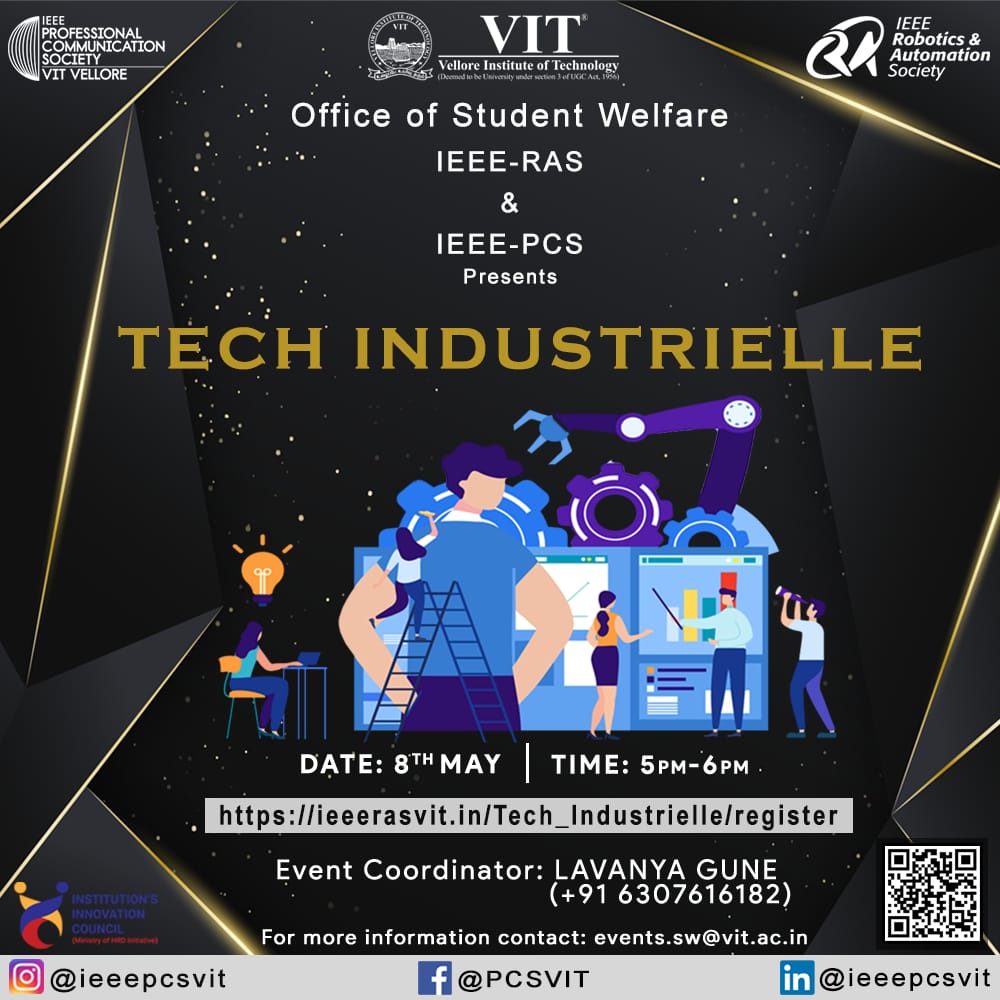 IEEE
PROFESSIONAL
COMMUNICATION
SOCIETY
VIT VELLORE
VIT®
Vellore Institute of Technology
(Deemed to be University under section 3 of UGC Act, 1956)
IEEE
Robotics &
Automation
Society
Office of Student Welfare
IEEE-RAS
&
IEEE-PCS
Presents
TECH INDUSTRIELLE
DATE: 8TH MAY | TIME: 5PM-6PM
https://ieeerasvit.in/Tech_Industrielle/register
Event Coordinator: LAVANYA GUNE
(+91 6307616182)
INSTITUTION'S
INNOVATION
COUNCIL
(Ministry of HRD Initiative)
For more information contact: events.sw@vit.ac.in
@ieeepcsvit
@PCSVIT
@ieeepcsvit